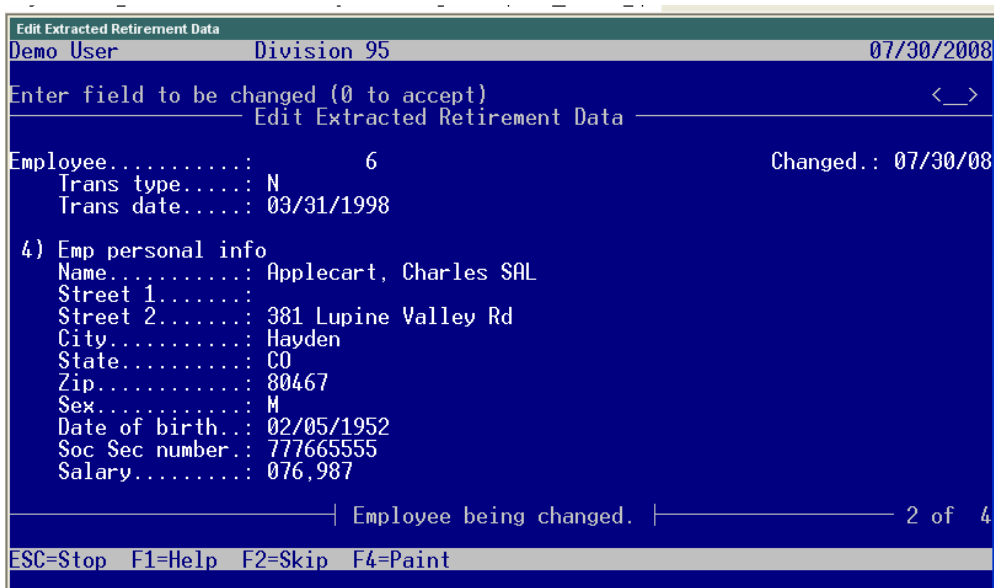 Edit Extracted Retirement Data
Demo User Division 95 07/30/2008
Enter field to be changed (0 to accept) <__>
Edit Extracted Retirement Data
Employee...........: 6 Changed.: 07/30/08
Trans type.....: N
Trans date.....: 03/31/1998
4) Emp personal info
Name...........: Applecart, Charles SAL
Street 1.......:
Street 2.......: 381 Lupine Valley Rd
City...........: Hayden
State..........: CO
Zip............: 80467
Sex............: M
Date of birth..: 02/05/1952
Soc Sec number.: 777665555
Salary.........: 076,987
Employee being changed. 2 of 4
ESC=Stop F1=Help F2=Skip F4=Paint